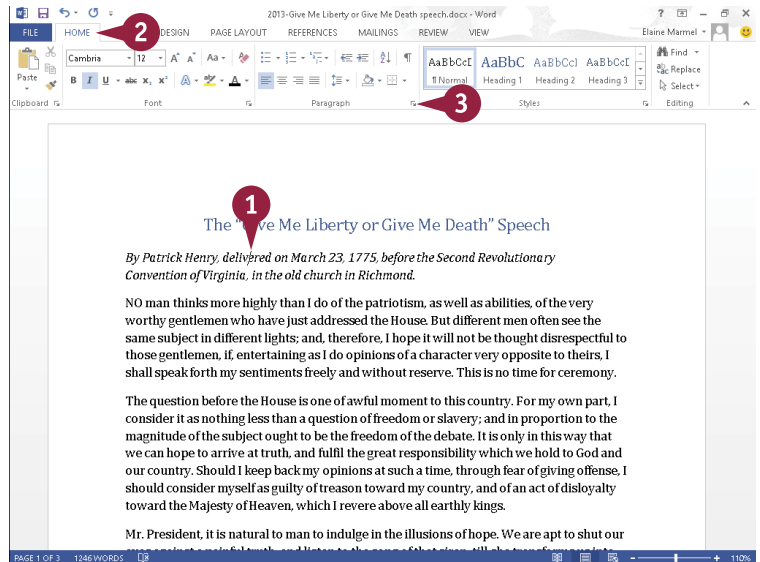 2013-Give Me Liberty or Give Me Death speech.docx - Word
FILE HOME DESIGN PAGE LAYOUT REFERENCES MAILINGS REVIEW VIEW Elaine Marmel
2
Cambria 12 Aa Find
AaBbCcI AaBbC AaBbCcI AaBbCcI Replace
Paste B I U abc x₂ x² A A ¶ Normal Heading 1 Heading 2 Heading 3 Select
Clipboard Font Paragraph Styles Editing
3
1
The “Give Me Liberty or Give Me Death” Speech
By Patrick Henry, delivered on March 23, 1775, before the Second Revolutionary
Convention of Virginia, in the old church in Richmond.
NO man thinks more highly than I do of the patriotism, as well as abilities, of the very
worthy gentlemen who have just addressed the House. But different men often see the
same subject in different lights; and, therefore, I hope it will not be thought disrespectful to
those gentlemen, if, entertaining as I do opinions of a character very opposite to theirs, I
shall speak forth my sentiments freely and without reserve. This is no time for ceremony.
The question before the House is one of awful moment to this country. For my own part, I
consider it as nothing less than a question of freedom or slavery; and in proportion to the
magnitude of the subject ought to be the freedom of the debate. It is only in this way that
we can hope to arrive at truth, and fulfil the great responsibility which we hold to God and
our country. Should I keep back my opinions at such a time, through fear of giving offense, I
should consider myself as guilty of treason toward my country, and of an act of disloyalty
toward the Majesty of Heaven, which I revere above all earthly kings.
Mr. President, it is natural to man to indulge in the illusions of hope. We are apt to shut our
PAGE 1 OF 3 1246 WORDS 110%